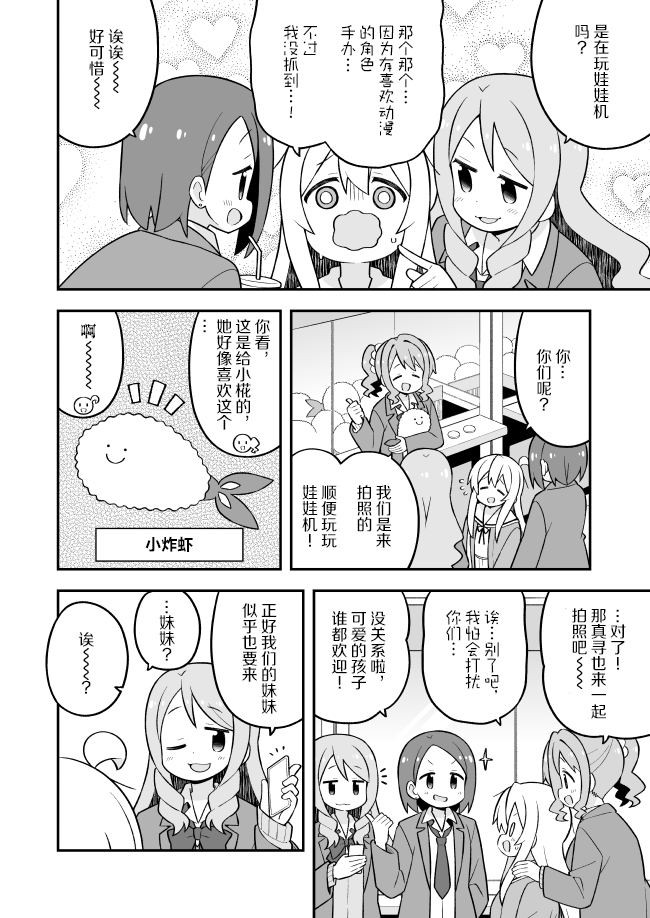 是在玩娃娃机
吗?
那个那个…
因为有喜欢动漫
的角色
手办…
不过
我没抓到…!
诶诶～～
好可惜～～
你…
你们呢?
我们是来
拍照的
顺便玩玩
娃娃机!
你看,
这是给小桩的,
她好像喜欢这个
…
啊～～～
小炸虾
…对了!
那真寻也来一起
拍照吧～～
诶…别了吧,
我怕会打扰
你们…
没关系啦,
可爱的孩子
谁都欢迎!
正好我们的妹妹
似乎也要来
…妹妹?
诶～～～?